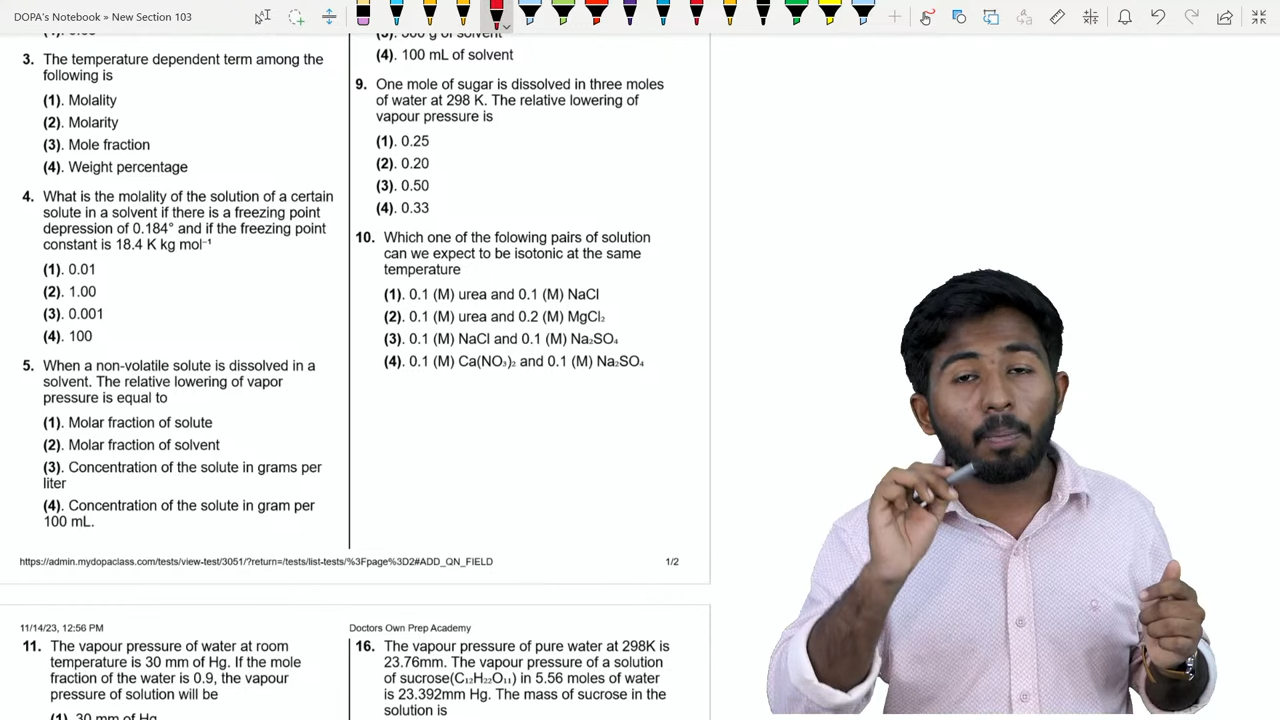 DOPA's Notebook » New Section 103
3. The temperature dependent term among the
following is
(1). Molality
(2). Molarity
(3). Mole fraction
(4). Weight percentage
4. What is the molality of the solution of a certain
solute in a solvent if there is a freezing point
depression of 0.184° and if the freezing point
constant is 18.4 K kg mol⁻¹
(1). 0.01
(2). 1.00
(3). 0.001
(4). 100
5. When a non-volatile solute is dissolved in a
solvent. The relative lowering of vapor
pressure is equal to
(1). Molar fraction of solute
(2). Molar fraction of solvent
(3). Concentration of the solute in grams per
liter
(4). Concentration of the solute in gram per
100 mL.
(4). 100 mL of solvent
9. One mole of sugar is dissolved in three moles
of water at 298 K. The relative lowering of
vapour pressure is
(1). 0.25
(2). 0.20
(3). 0.50
(4). 0.33
10. Which one of the folowing pairs of solution
can we expect to be isotonic at the same
temperature
(1). 0.1 (M) urea and 0.1 (M) NaCl
(2). 0.1 (M) urea and 0.2 (M) MgCl₂
(3). 0.1 (M) NaCl and 0.1 (M) Na₂SO₄
(4). 0.1 (M) Ca(NO₃)₂ and 0.1 (M) Na₂SO₄
https://admin.mydopaclass.com/tests/view-test/3051/?return=/tests/list-tests/%3Fpage%3D2#ADD_QN_FIELD 1/2
11/14/23, 12:56 PM Doctors Own Prep Academy
11. The vapour pressure of water at room
temperature is 30 mm of Hg. If the mole
fraction of the water is 0.9, the vapour
pressure of solution will be
(1). 30 mm of Hg
16. The vapour pressure of pure water at 298K is
23.76mm. The vapour pressure of a solution
of sucrose(C₁₂H₂₂O₁₁) in 5.56 moles of water
is 23.392mm Hg. The mass of sucrose in the
solution is